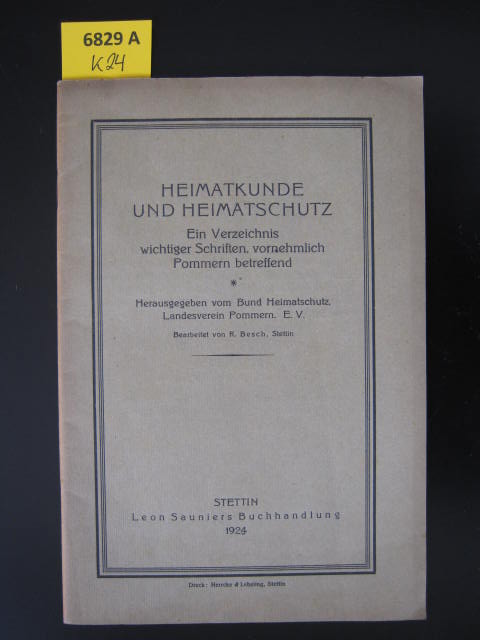 6829 A
K24
HEIMATKUNDE
UND HEIMATSCHUTZ
Ein Verzeichnis
wichtiger Schriften, vornehmlich
Pommern betreffend
*
Herausgegeben vom Bund Heimatschutz,
Landesverein Pommern. E. V.
Bearbeitet von R. Besch, Stettin
STETTIN
Leon Sauniers Buchhandlung
1924
Druck: Herrcke & Lebeling, Stettin